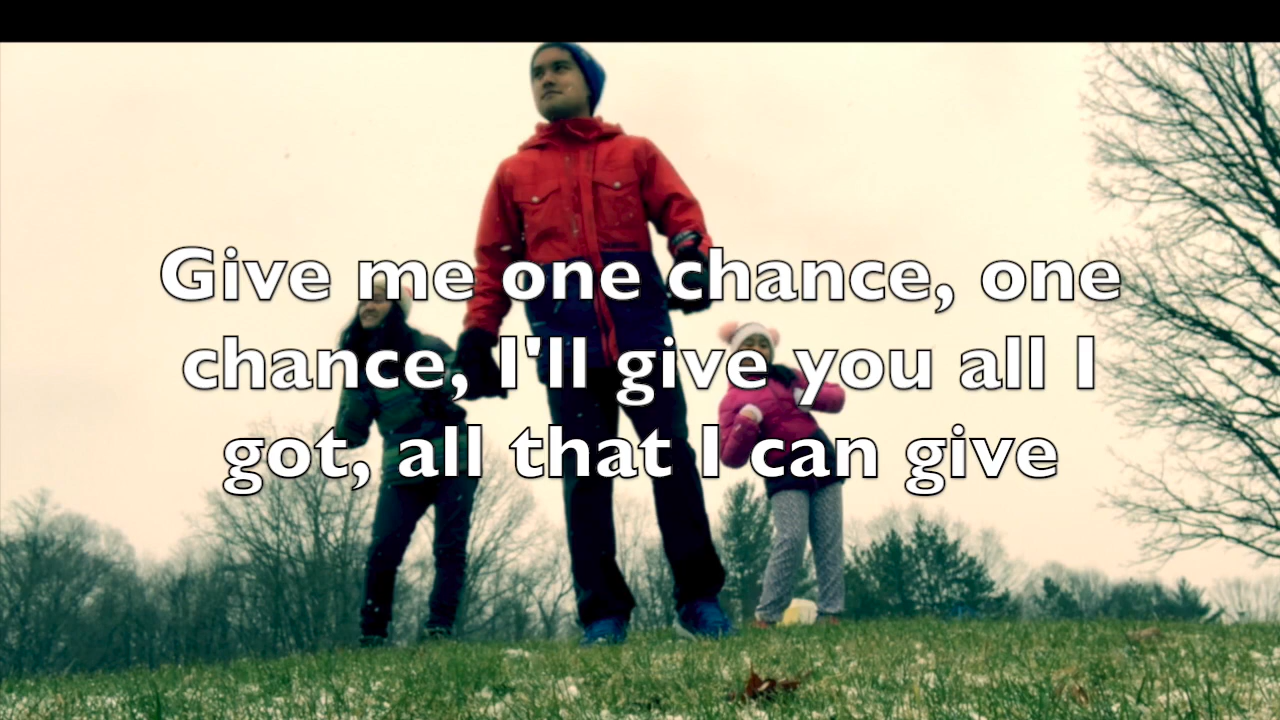 Give me one chance, one
chance, I'll give you all I
got, all that I can give